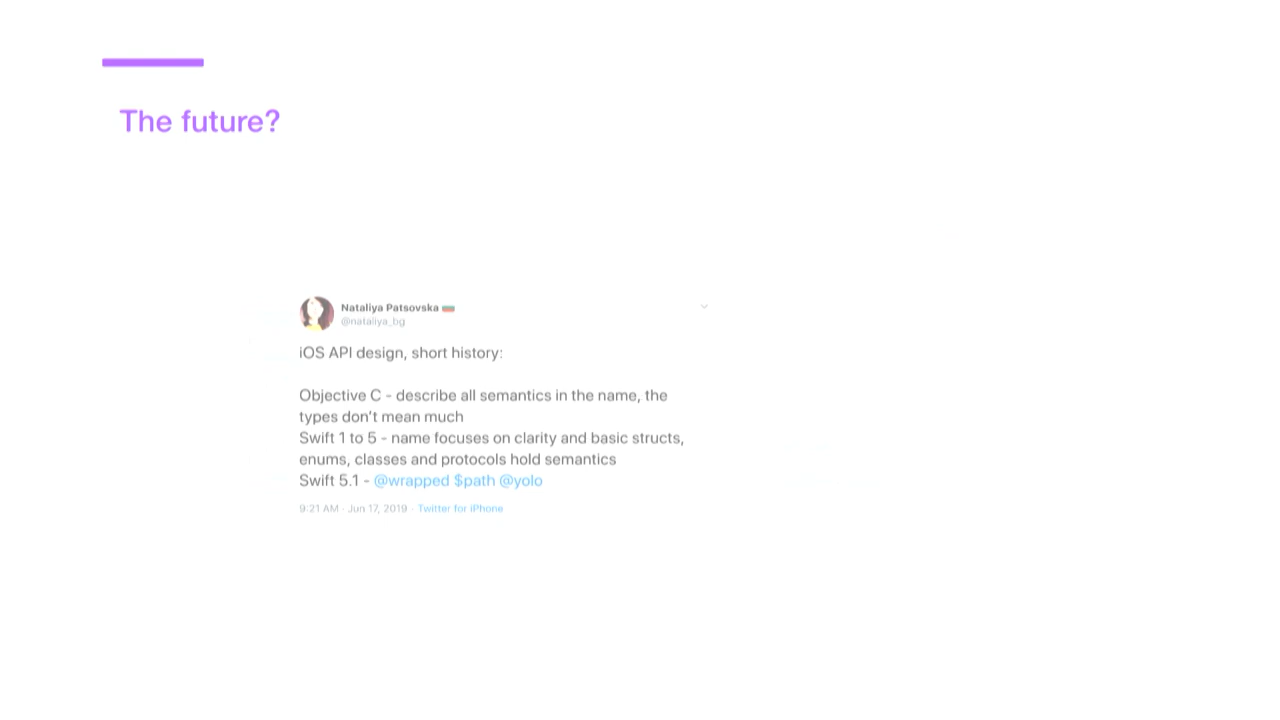 The future?
Nataliya Patsovska 🇧🇬
@nataliya_bg
iOS API design, short history:
Objective C - describe all semantics in the name, the
types don't mean much
Swift 1 to 5 - name focuses on clarity and basic structs,
enums, classes and protocols hold semantics
Swift 5.1 - @wrapped $path @yolo
9:21 AM · Jun 17, 2019 · Twitter for iPhone